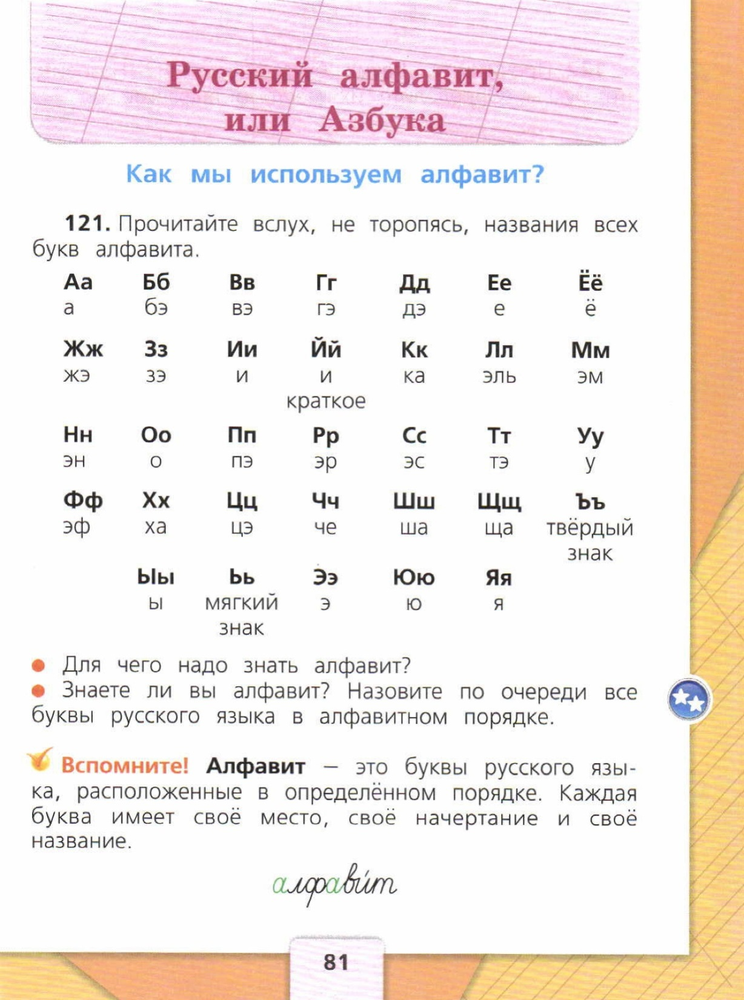 Русский алфавит,
или Азбука
Как мы используем алфавит?
121. Прочитайте вслух, не торопясь, названия всех
букв алфавита.
Аа Бб Вв Гг Дд Ее Ёё
а бэ вэ гэ дэ е ё
Жж Зз Ии Йй Кк Лл Мм
жэ зэ и и ка эль эм
краткое
Нн Оо Пп Рр Сс Тт Уу
эн о пэ эр эс тэ у
Фф Хх Цц Чч Шш Щщ Ъъ
эф ха цэ че ша ща твёрдый
знак
Ыы Ьь Ээ Юю Яя
ы мягкий э ю я
знак
● Для чего надо знать алфавит?
● Знаете ли вы алфавит? Назовите по очереди все
буквы русского языка в алфавитном порядке.
Вспомните! Алфавит – это буквы русского язы-
ка, расположенные в определённом порядке. Каждая
буква имеет своё место, своё начертание и своё
название.
алфави́т
81